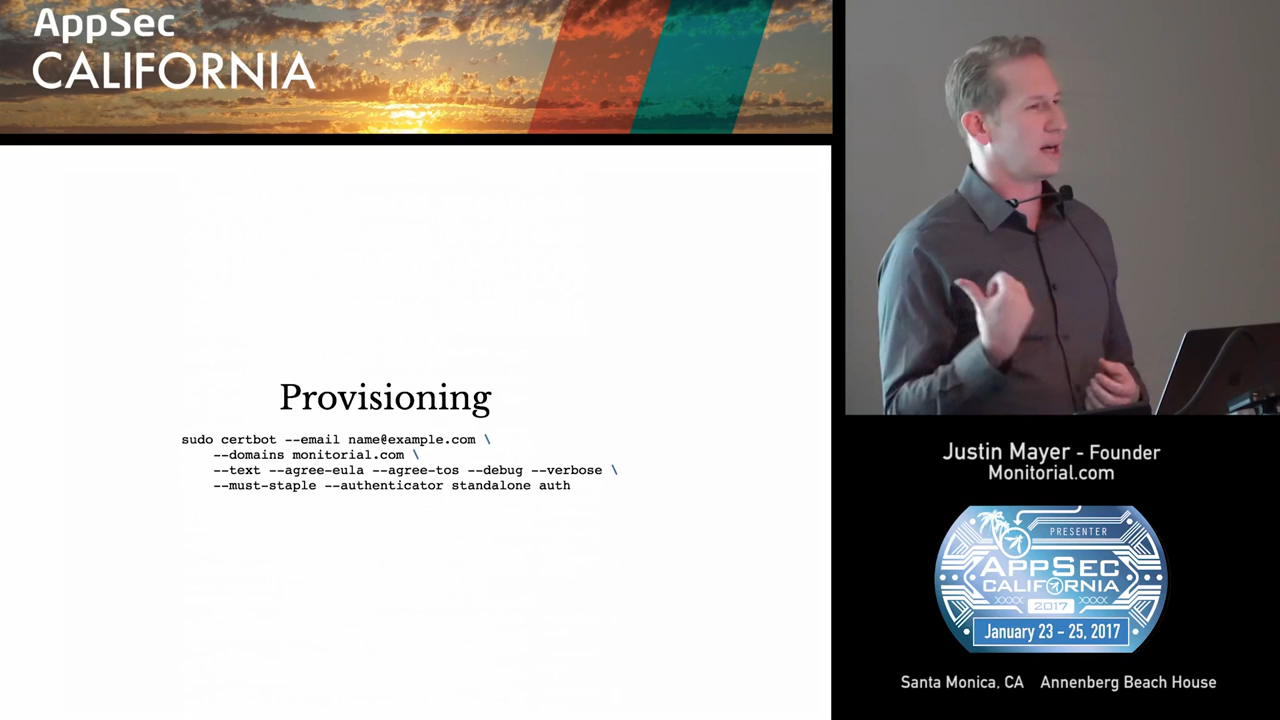 AppSec
CALIFORNIA
Provisioning
sudo certbot --email name@example.com \
--domains monitorial.com \
--text --agree-eula --agree-tos --debug --verbose \
--must-staple --authenticator standalone auth
Justin Mayer - Founder
Monitorial.com
PRESENTER
APPSEC
CALIFORNIA
2017
January 23 - 25, 2017
Santa Monica, CA Annenberg Beach House